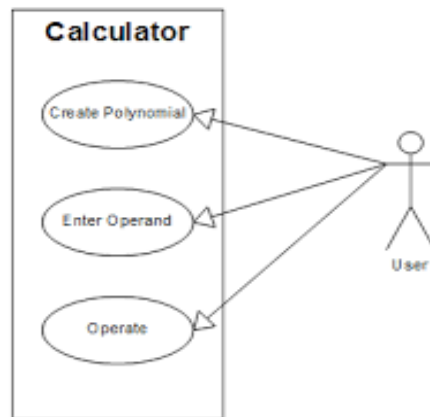 Calculator
Create Polynomial
Enter Operand
User
Operate